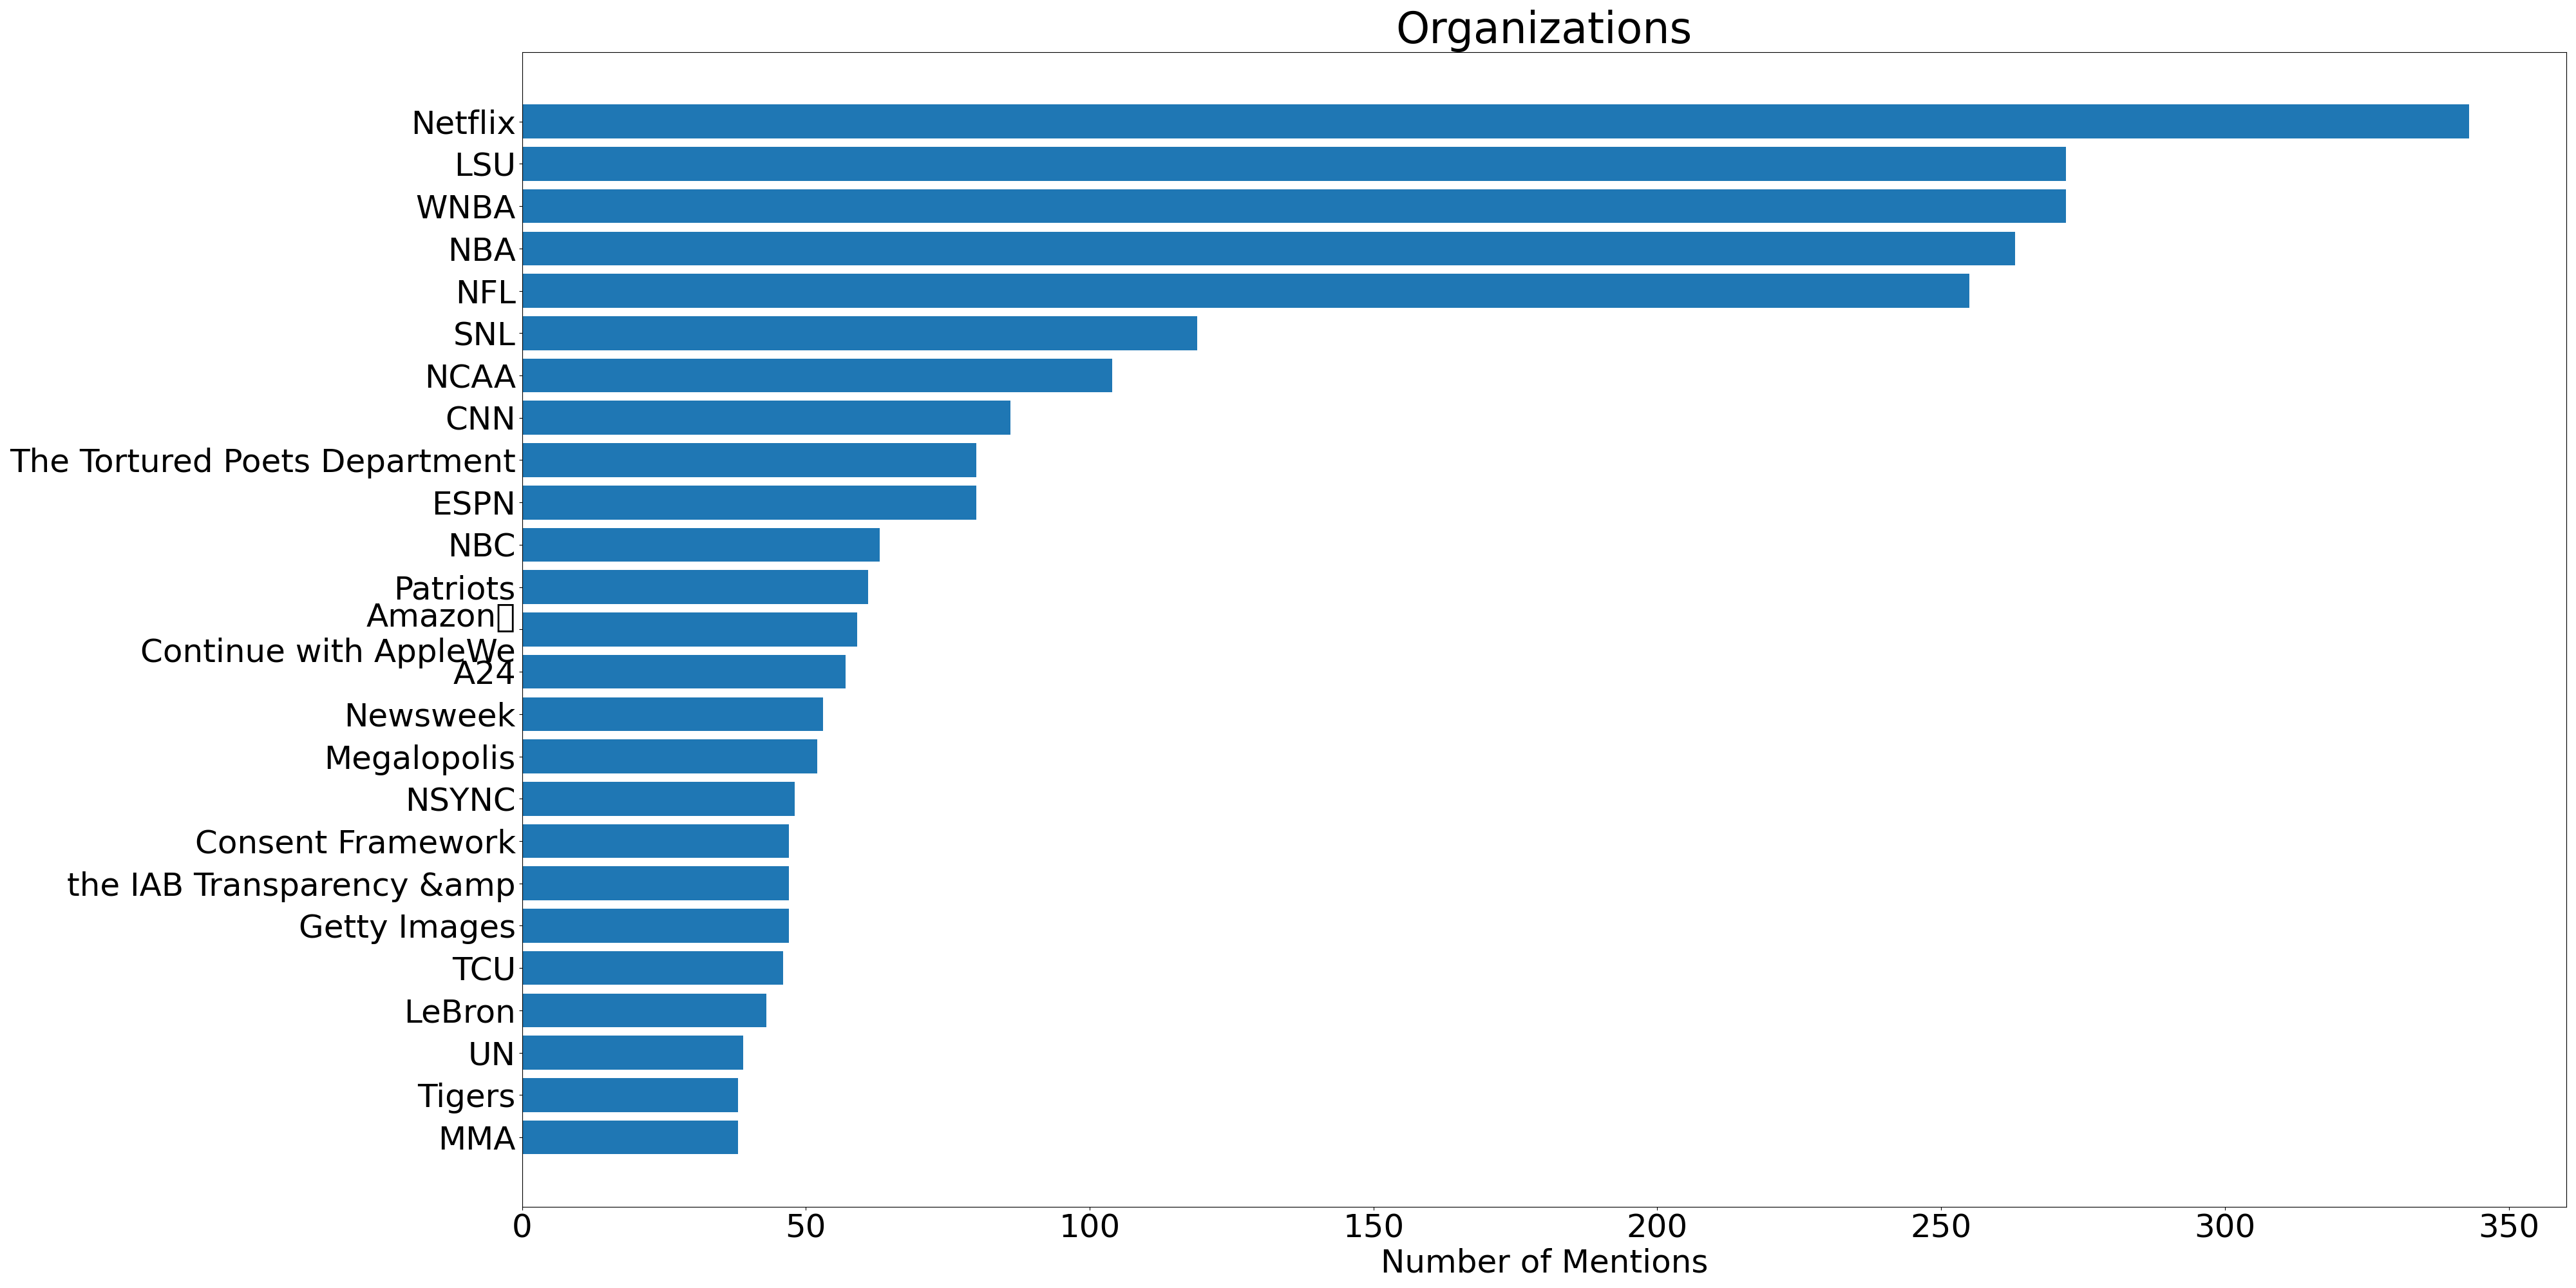 Organizations
Netflix
LSU
WNBA
NBA
NFL
SNL
NCAA
CNN
The Tortured Poets Department
ESPN
NBC
Patriots
Amazon
Continue with AppleWe
A24
Newsweek
Megalopolis
NSYNC
Consent Framework
the IAB Transparency &amp
Getty Images
TCU
LeBron
UN
Tigers
MMA
0 50 100 150 200 250 300 350
Number of Mentions